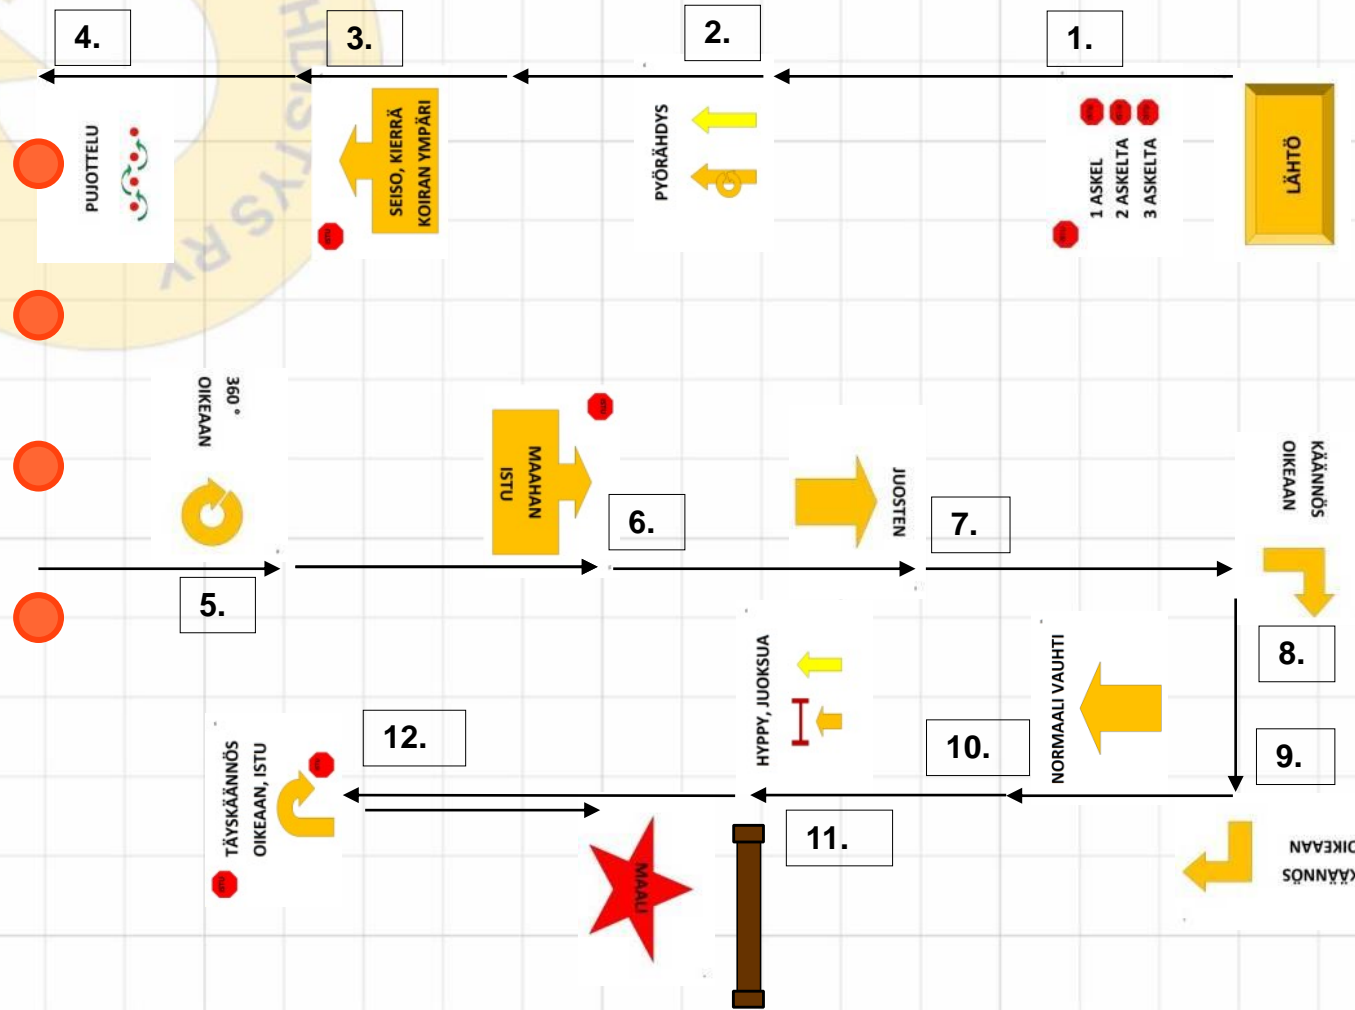 4.
3.
2.
1.
HDISTYS RV
PUJOTTELU
SEISO, KIERRÄ
KOIRAN YMPÄRI
PYÖRÄHDYS
1 ASKEL
2 ASKELTA
3 ASKELTA
LÄHTÖ
360 °
OIKEAAN
5.
MAAHAN
ISTU
6.
JUOSTEN
7.
KÄÄNNÖS
OIKEAAN
8.
9.
KÄÄNNÖS
OIKEAAN
NORMAALI VAUHTI
10.
HYPPY, JUOKSUA
11.
12.
TÄYSKÄÄNNÖS
OIKEAAN, ISTU
MAALI